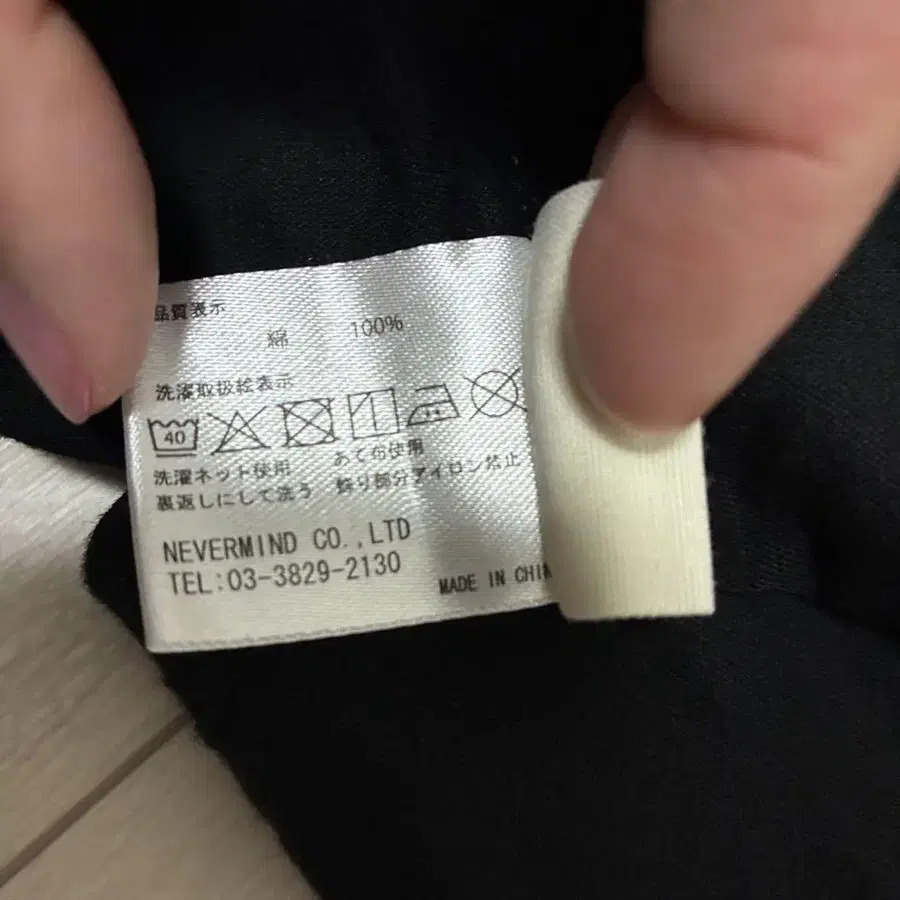 品質表示
綿 100%
洗濯取扱絵表示
40
洗濯ネット使用 あて布使用
裏返しにして洗う 飾り部分アイロン禁止
NEVERMIND CO.,LTD
TEL:03-3829-2130
MADE IN CHIN